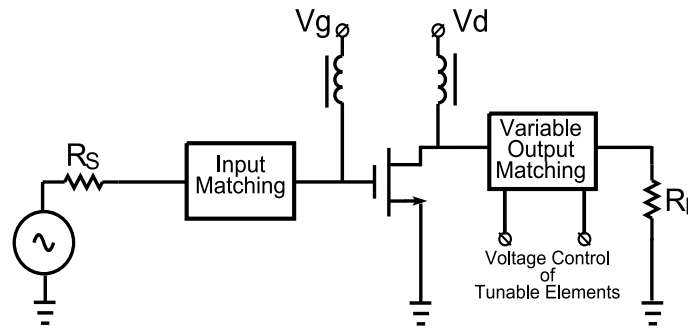 Vg
Vd
RS
Input
Matching
Variable
Output
Matching
R
Voltage Control
of
Tunable Elements